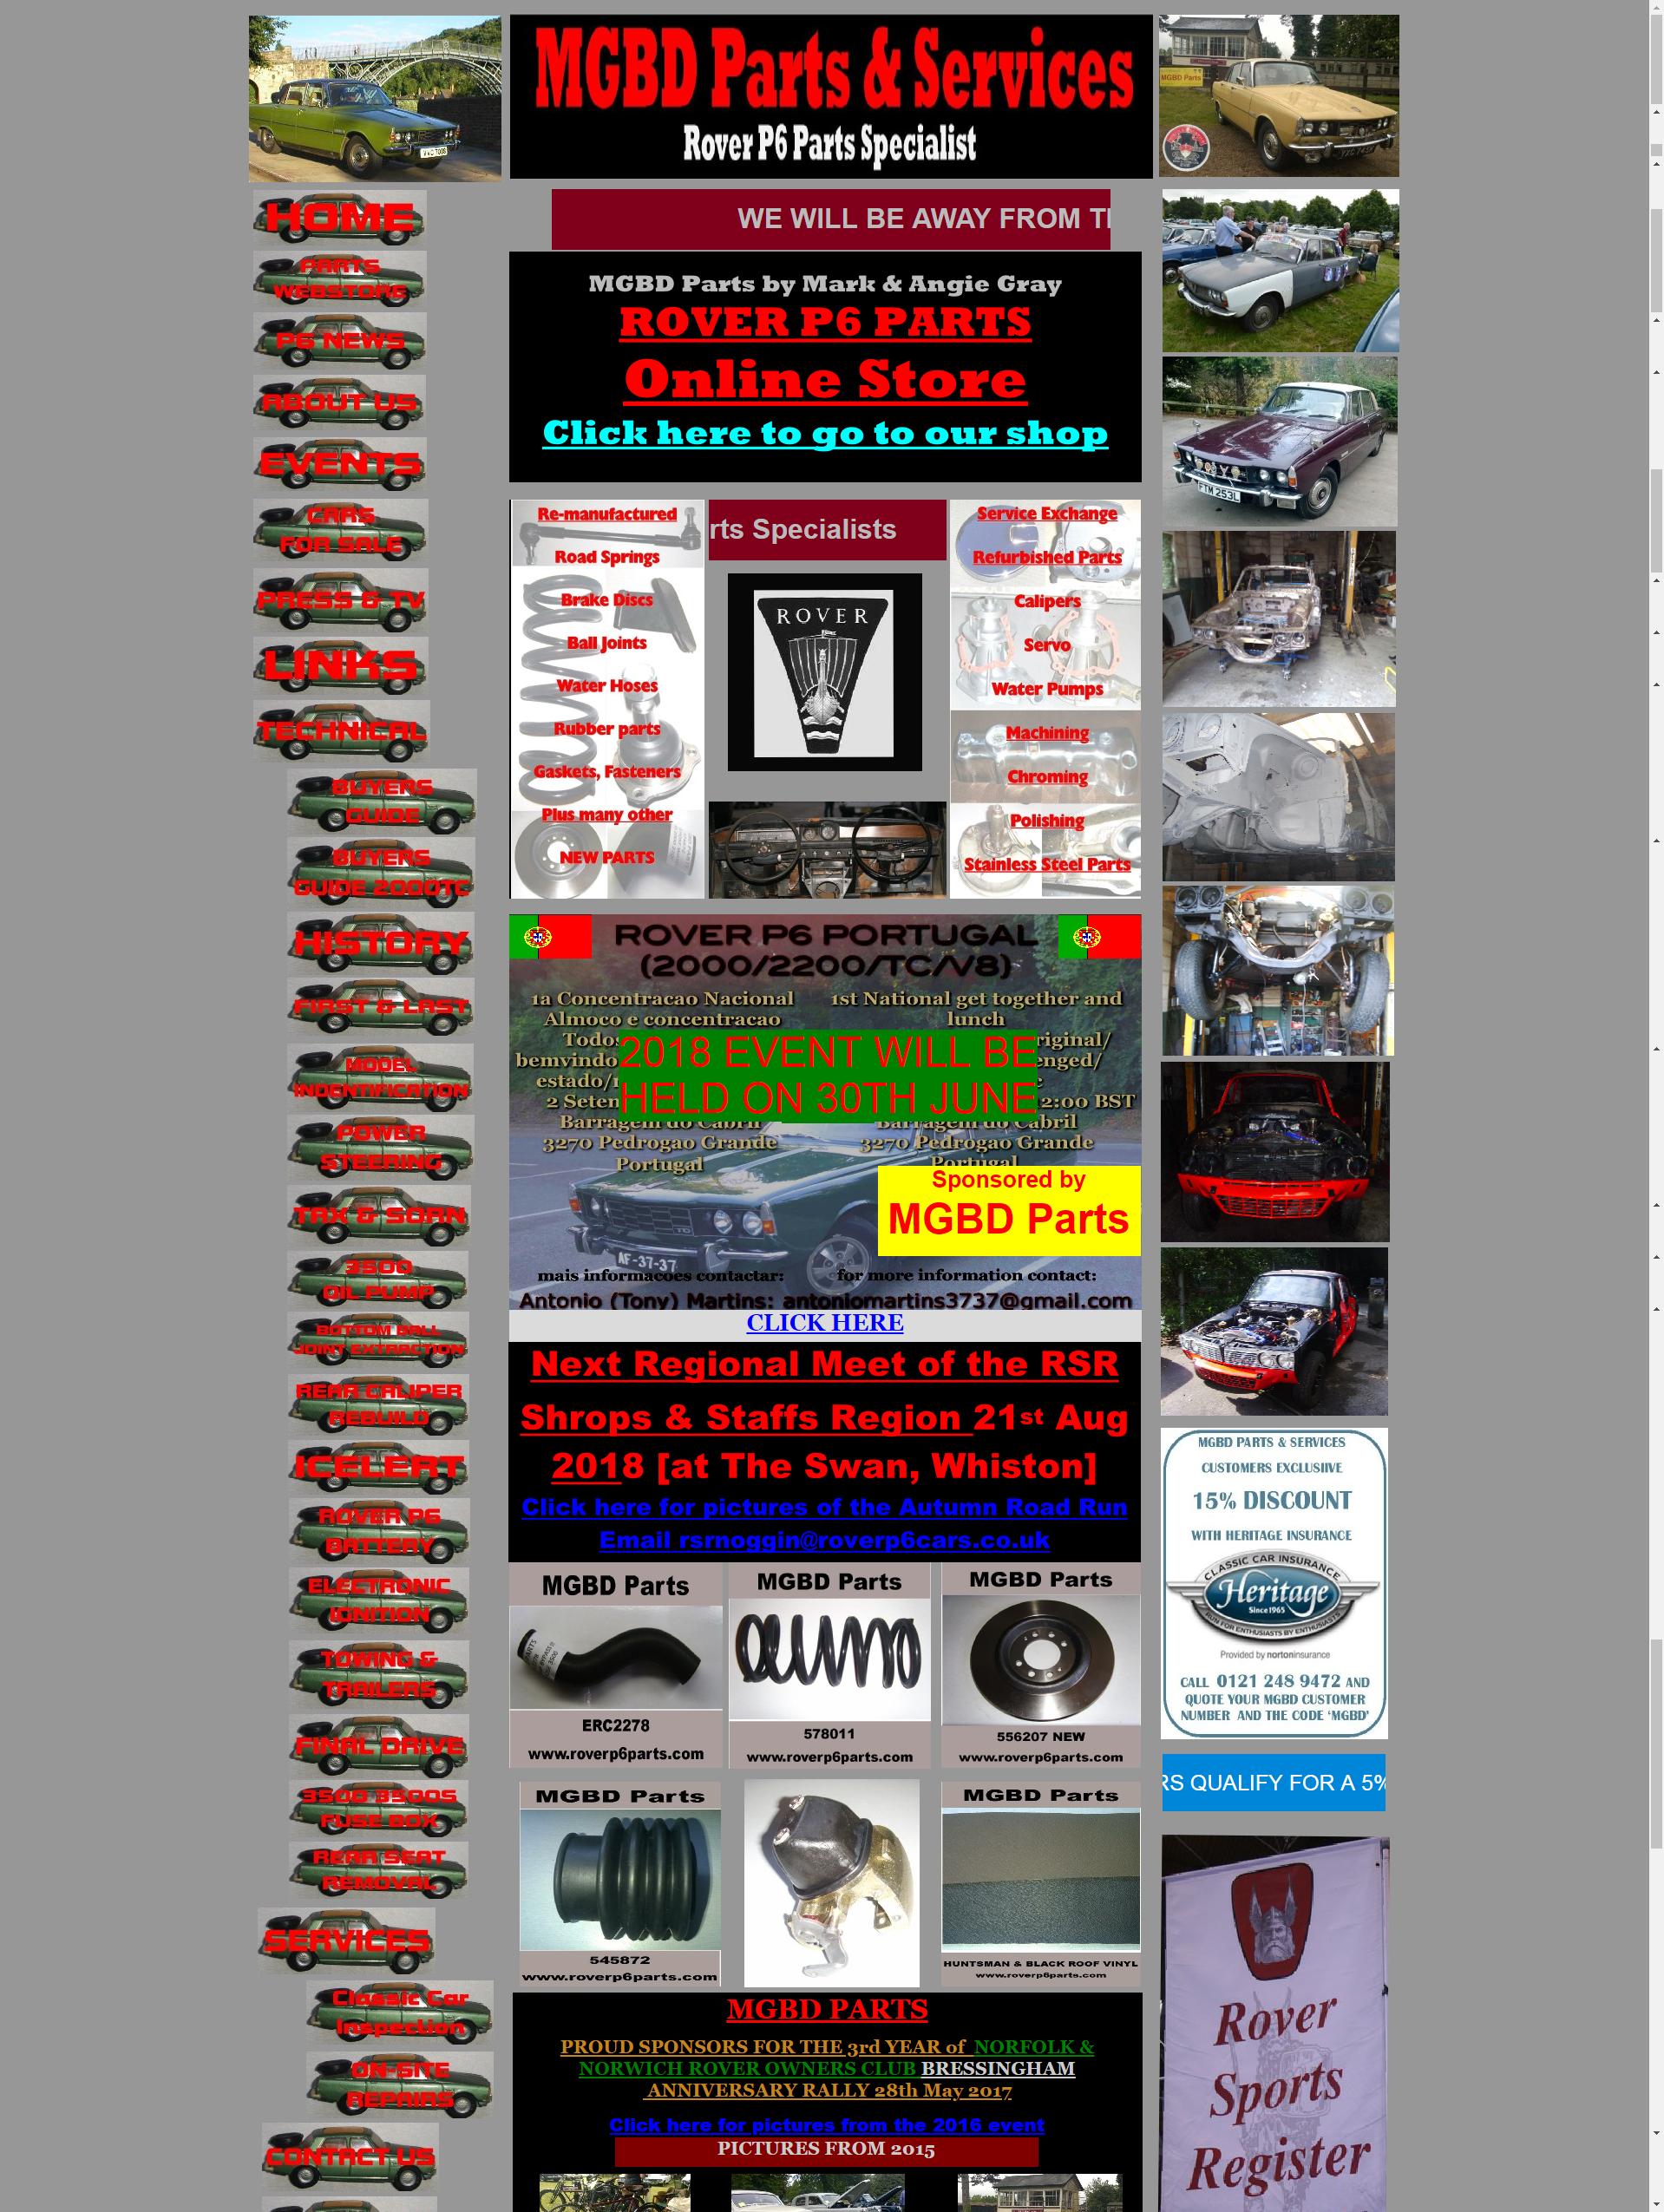 MGBD Parts & Services
Rover P6 Parts Specialist
MGBD Parts
HOME
PARTS
WEBSTORE
P6 NEWS
ABOUT US
EVENTS
CARS
FOR SALE
PRESS & TV
LINKS
TECHNICAL
BUYERS
GUIDE
BUYERS
GUIDE 2000TC
HISTORY
FIRST & LAST
MODEL
INDENTIFICATION
POWER
STEERING
TAX & SORN
3500
OIL PUMP
BOTTOM BALL
JOINT EXTRACTION
REAR CALIPER
REBUILD
ICELERT
ROVER P6
BATTERY
ELECTRONIC
IGNITION
TOWING &
TRAILERS
FINAL DRIVE
3500 3500S
FUSE BOX
REAR SEAT
REMOVAL
SERVICES
Classic Car
Inspection
ON-SITE
REPAIRS
CONTACT US
WE WILL BE AWAY FROM
MGBD Parts by Mark & Angie Gray
ROVER P6 PARTS
Online Store
Click here to go to our shop
Re-manufactured
Road Springs
Brake Discs
Ball Joints
Water Hoses
Rubber parts
Gaskets, Fasteners
Plus many other
NEW PARTS
rts Specialists
ROVER
Service Exchange
Refurbished Parts
Calipers
Servo
Water Pumps
Machining
Chroming
Polishing
Stainless Steel Parts
ROVER P6 PORTUGAL
(2000/2200/TC/V8)
1a Concentracao Nacional
Almoco e concentracao
1st National get together and
lunch
2018 EVENT WILL BE
HELD ON 30TH JUNE
2:00 BST
Barragem do Cabril
3270 Pedrogao Grande
Portugal
Barragem do Cabril
3270 Pedrogao Grande
Portugal
Sponsored by
MGBD Parts
AF-37-37
mais informacoes contactar:
for more information contact:
Antonio (Tony) Martins: antoniomartins3737@gmail.com
CLICK HERE
Next Regional Meet of the RSR
Shrops & Staffs Region 21st Aug
2018 [at The Swan, Whiston]
Click here for pictures of the Autumn Road Run
Email rsrnoggin@roverp6cars.co.uk
MGBD Parts
ERC2278
www.roverp6parts.com
MGBD Parts
578011
www.roverp6parts.com
MGBD Parts
556207 NEW
www.roverp6parts.com
MGBD Parts
545872
www.roverp6parts.com
MGBD Parts
HUNTSMAN & BLACK ROOF VINYL
www.roverp6parts.com
MGBD PARTS
PROUD SPONSORS FOR THE 3rd YEAR of NORFOLK &
NORWICH ROVER OWNERS CLUB BRESSINGHAM
ANNIVERSARY RALLY 28th May 2017
Click here for pictures from the 2016 event
PICTURES FROM 2015
FTM 253L
MGBD PARTS & SERVICES
CUSTOMERS EXCLUSIIVE
15% DISCOUNT
WITH HERITAGE INSURANCE
CLASSIC CAR INSURANCE
Heritage
Since 1965
RUN FOR ENTHUSIASTS BY ENTHUSIASTS
Provided by nortoninsurance
CALL 0121 248 9472 AND
QUOTE YOUR MGBD CUSTOMER
NUMBER AND THE CODE 'MGBD'
RS QUALIFY FOR A 5%
Rover
Sports
Register